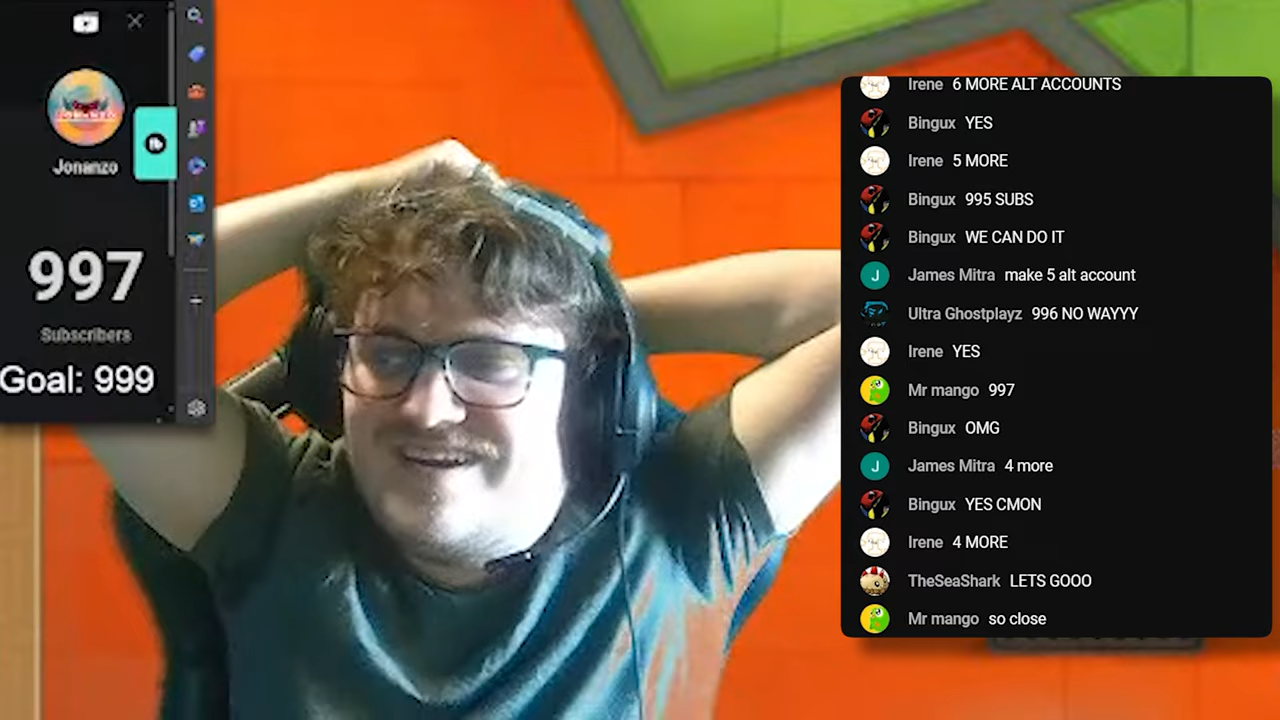 Jonanzo
997
Subscribers
Goal: 999
Irene 6 MORE ALT ACCOUNTS
Bingux YES
Irene 5 MORE
Bingux 995 SUBS
Bingux WE CAN DO IT
J James Mitra make 5 alt account
Ultra Ghostplayz 996 NO WAYYY
Irene YES
Mr mango 997
Bingux OMG
J James Mitra 4 more
Bingux YES CMON
Irene 4 MORE
TheSeaShark LETS GOOO
Mr mango so close